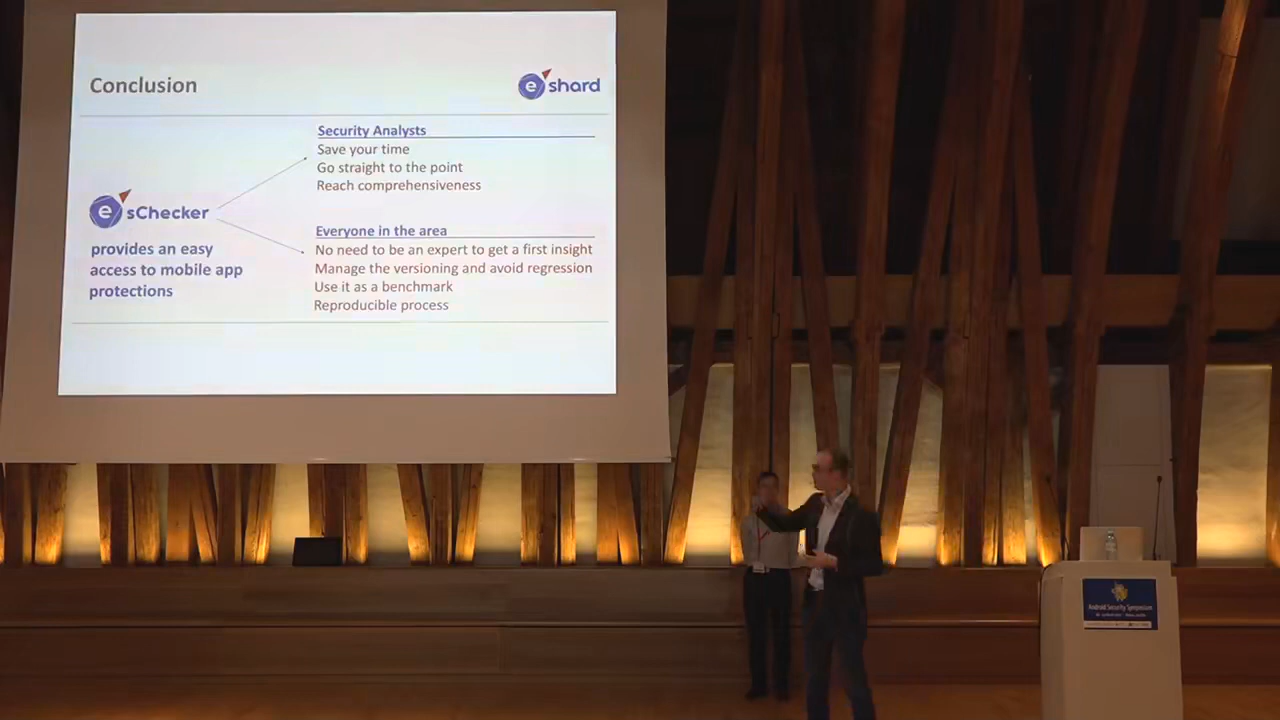 Conclusion
e shard
Security Analysts
Save your time
Go straight to the point
Reach comprehensiveness
e sChecker
provides an easy
access to mobile app
protections
Everyone in the area
No need to be an expert to get a first insight
Manage the versioning and avoid regression
Use it as a benchmark
Reproducible process
Android Security Symposium